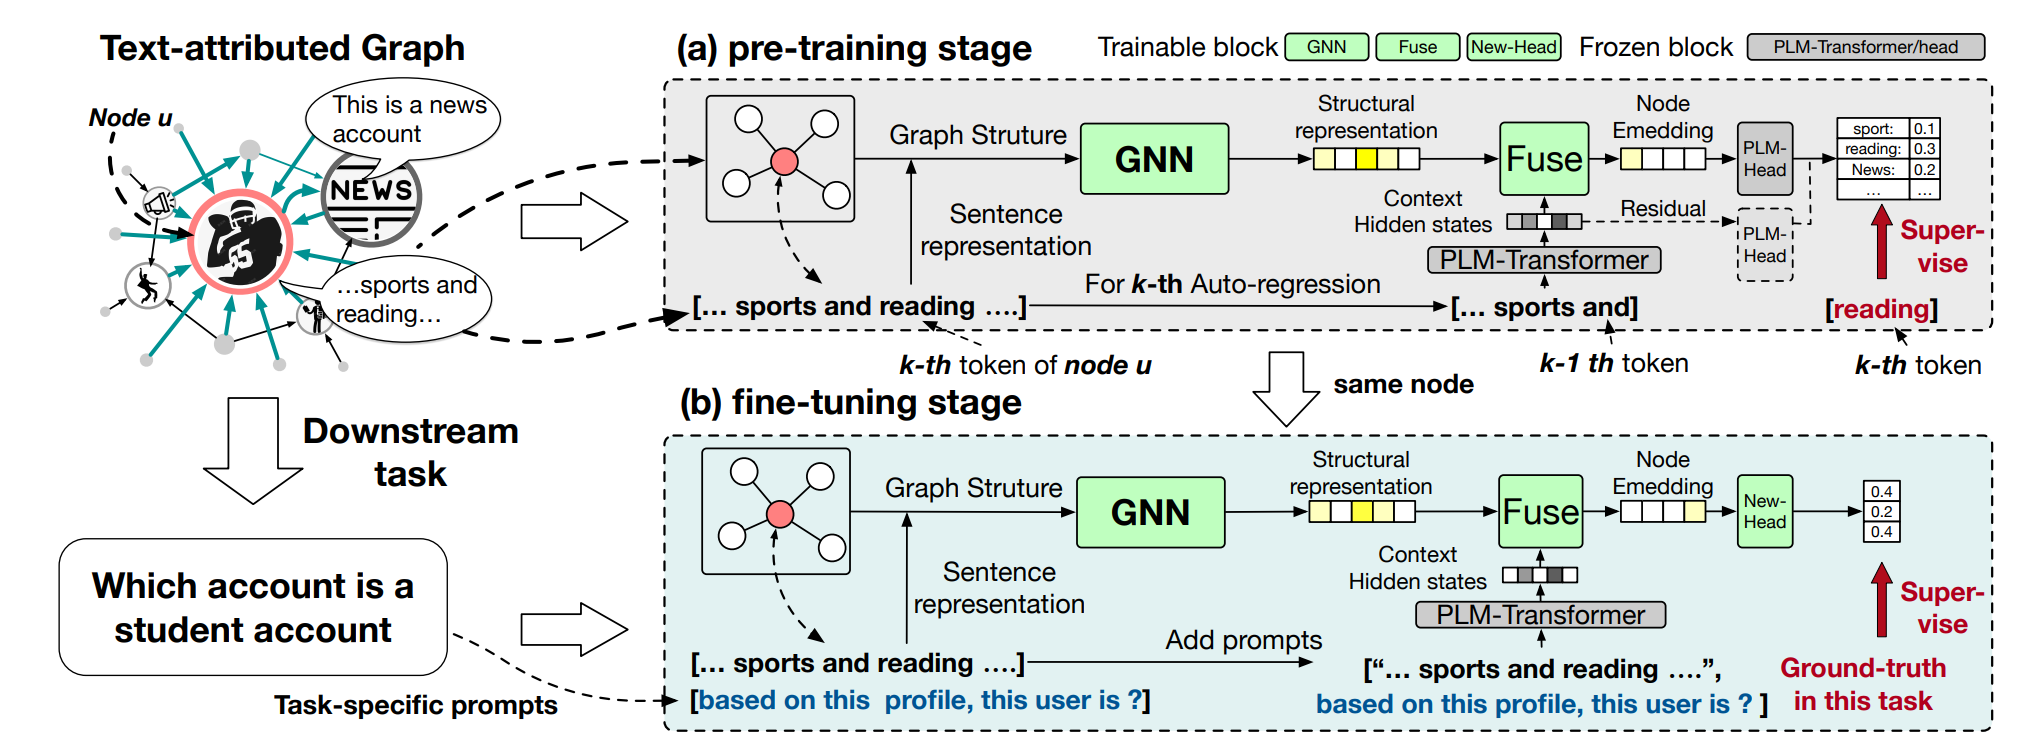 Text-attributed Graph
Node u
This is a news
account
NEWS
...sports and
reading...
Downstream
task
Which account is a
student account
Task-specific prompts
(a) pre-training stage
Trainable block
GNN
Fuse
New-Head
Frozen block
PLM-Transformer/head
Graph Struture
GNN
Structural
representation
Fuse
Node
Emedding
PLM-
Head
sport: 0.1
reading: 0.3
News: 0.2
... ...
Sentence
representation
Context
Hidden states
Residual
PLM-
Head
PLM-Transformer
Super-
vise
For k-th Auto-regression
[... sports and reading ....]
[... sports and]
[reading]
k-th token of node u
k-1 th token
k-th token
same node
(b) fine-tuning stage
Graph Struture
GNN
Structural
representation
Fuse
Node
Emedding
New-
Head
0.4
0.2
0.4
Sentence
representation
Context
Hidden states
PLM-Transformer
Super-
vise
Add prompts
[... sports and reading ....]
[based on this profile, this user is ?]
[“... sports and reading ....”,
based on this profile, this user is ? ]
Ground-truth
in this task